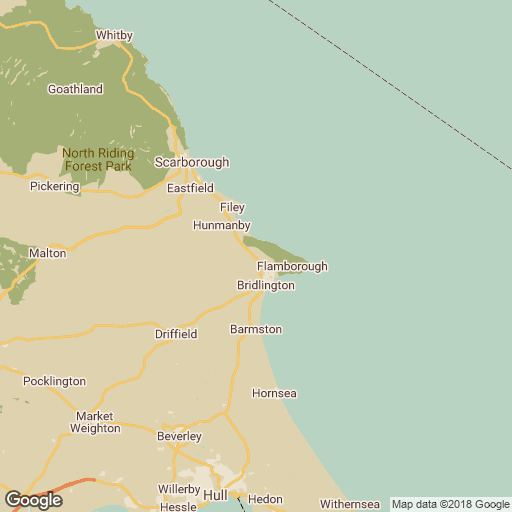 Whitby
Goathland
North Riding
Forest Park
Scarborough
Pickering
Eastfield
Filey
Hunmanby
Malton
Flamborough
Bridlington
Barmston
Driffield
Pocklington
Hornsea
Market
Weighton
Beverley
Willerby
Hull
Hessle
Hedon
Withernsea
Google
Map data ©2018 Google